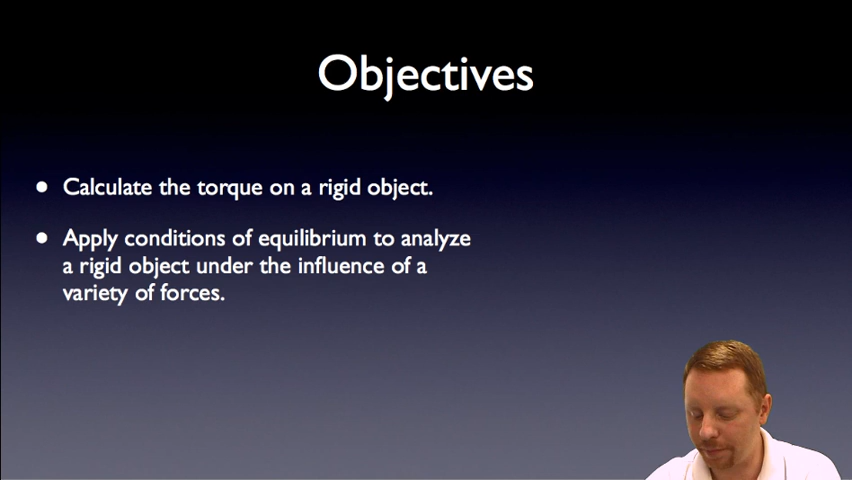 Objectives
• Calculate the torque on a rigid object.
• Apply conditions of equilibrium to analyze
a rigid object under the influence of a
variety of forces.